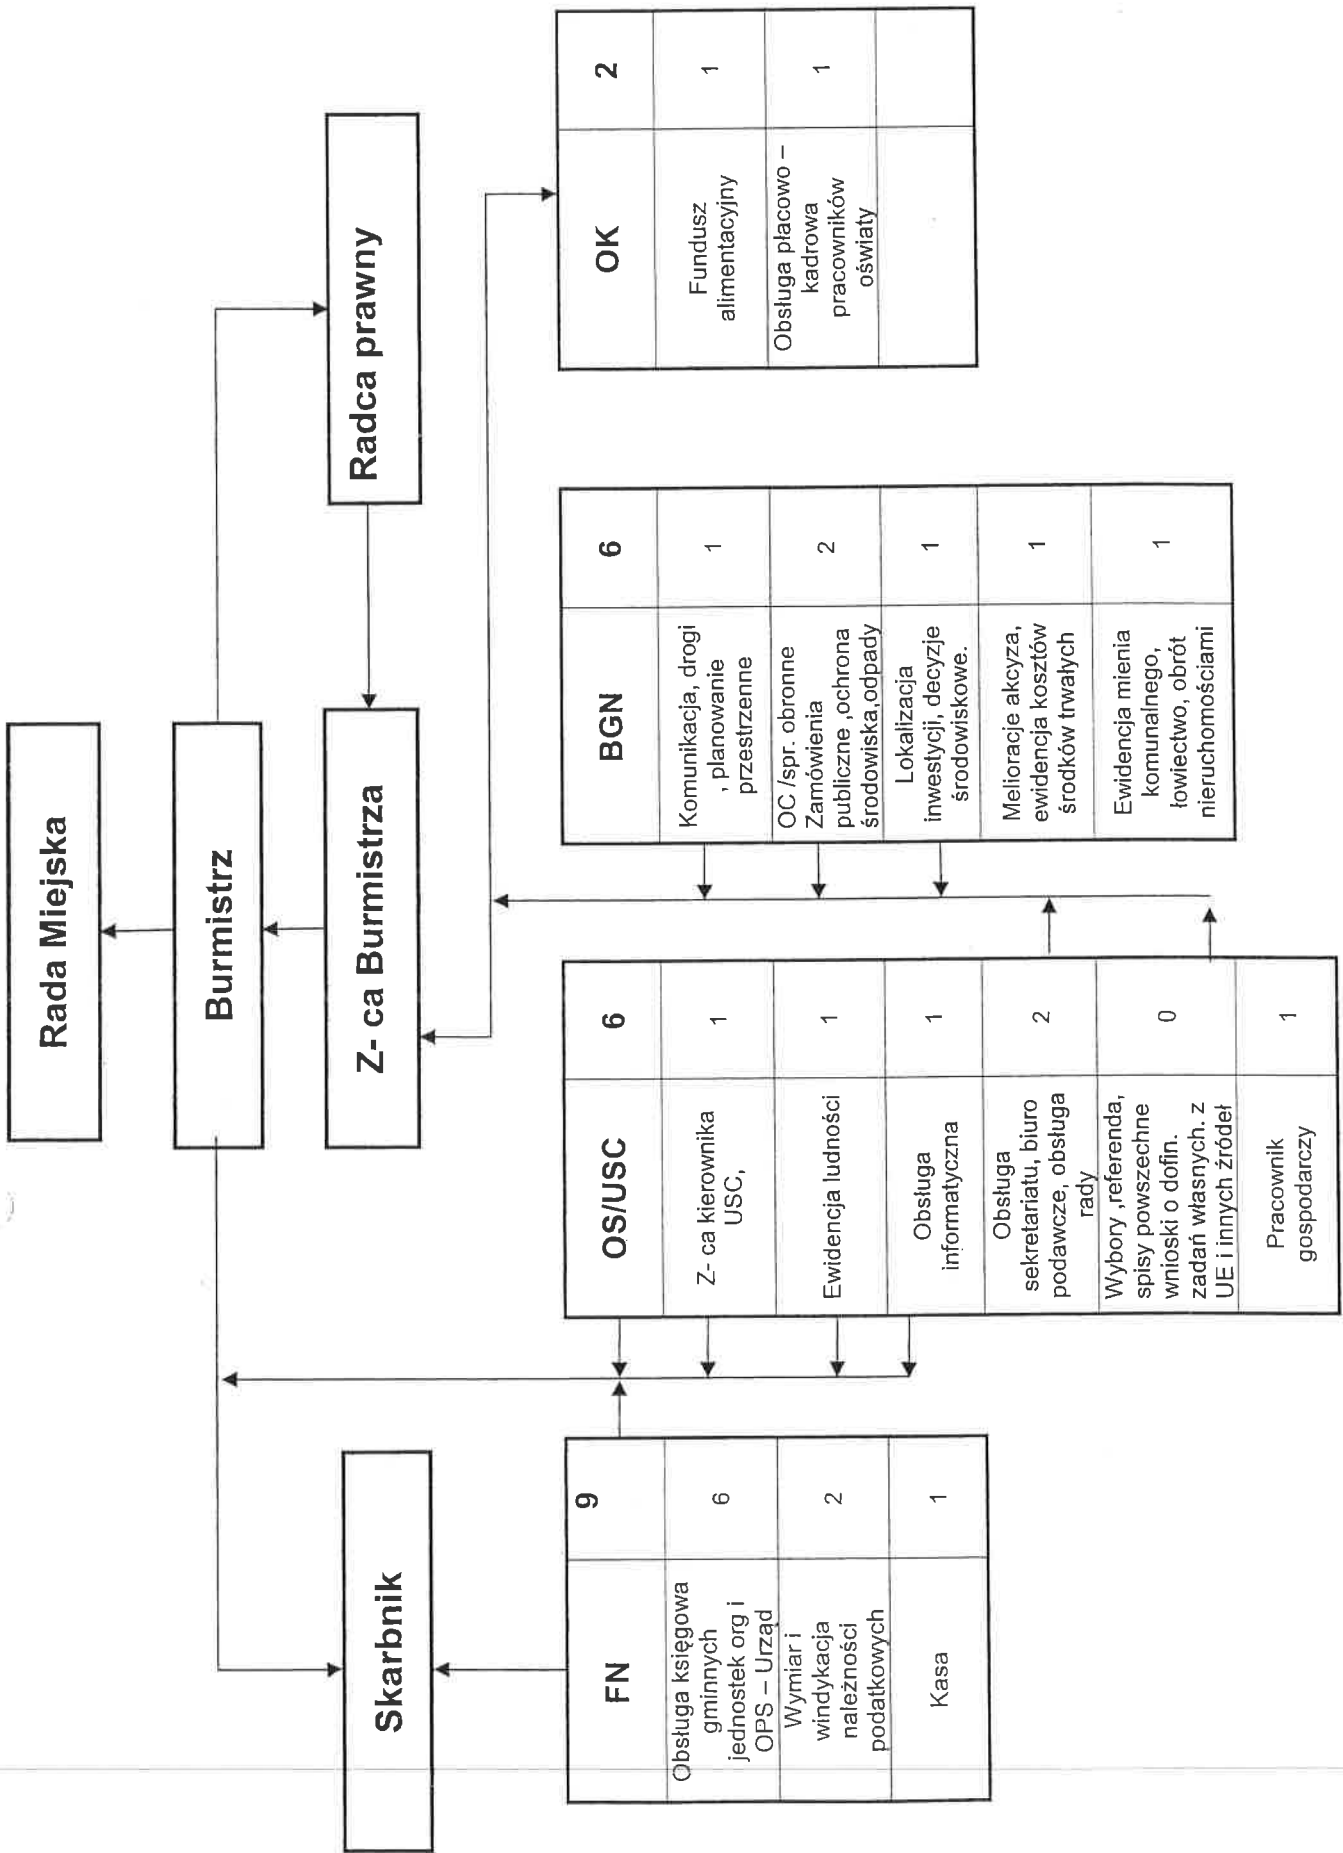 Rada Miejska
Burmistrz
Z- ca Burmistrza
Radca prawny
Skarbnik
FN 9
Obsługa księgowa
gminnych
jednostek org i
OPS – Urząd
6
Wymiar i
windykacja
należności
podatkowych
2
Kasa 1
OS/USC 6
Z- ca kierownika
USC,
1
Ewidencja ludności 1
Obsługa
informatyczna
1
Obsługa
sekretariatu, biuro
podawcze, obsługa
rady
2
Wybory ,referenda,
spisy powszechne
wnioski o dofin.
zadań własnych. z
UE i innych źródeł
0
Pracownik
gospodarczy
1
BGN 6
Komunikacja, drogi
, planowanie
przestrzenne
1
OC /spr. obronne
Zamówienia
publiczne ,ochrona
środowiska,odpady
2
Lokalizacja
inwestycji, decyzje
środowiskowe.
1
Melioracje akcyza,
ewidencja kosztów
środków trwałych
1
Ewidencja mienia
komunalnego,
łowiectwo, obrót
nieruchomościami
1
OK 2
Fundusz
alimentacyjny
1
Obsługa płacowo –
kadrowa
pracowników
oświaty
1